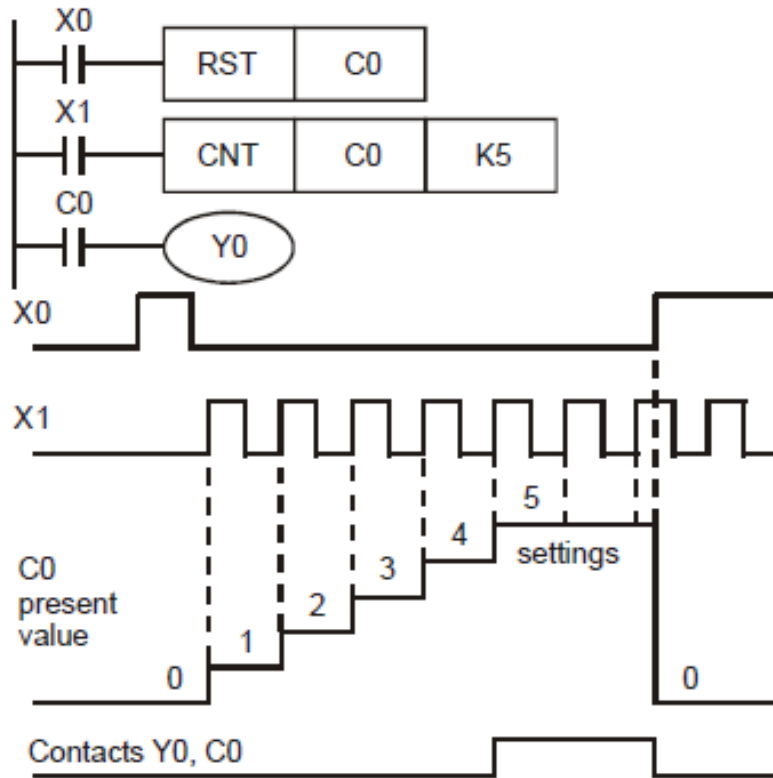 X0
RST C0
X1
CNT C0 K5
C0
Y0
X0
X1
5
settings
4
3
2
1
0
C0
present
value
0
Contacts Y0, C0